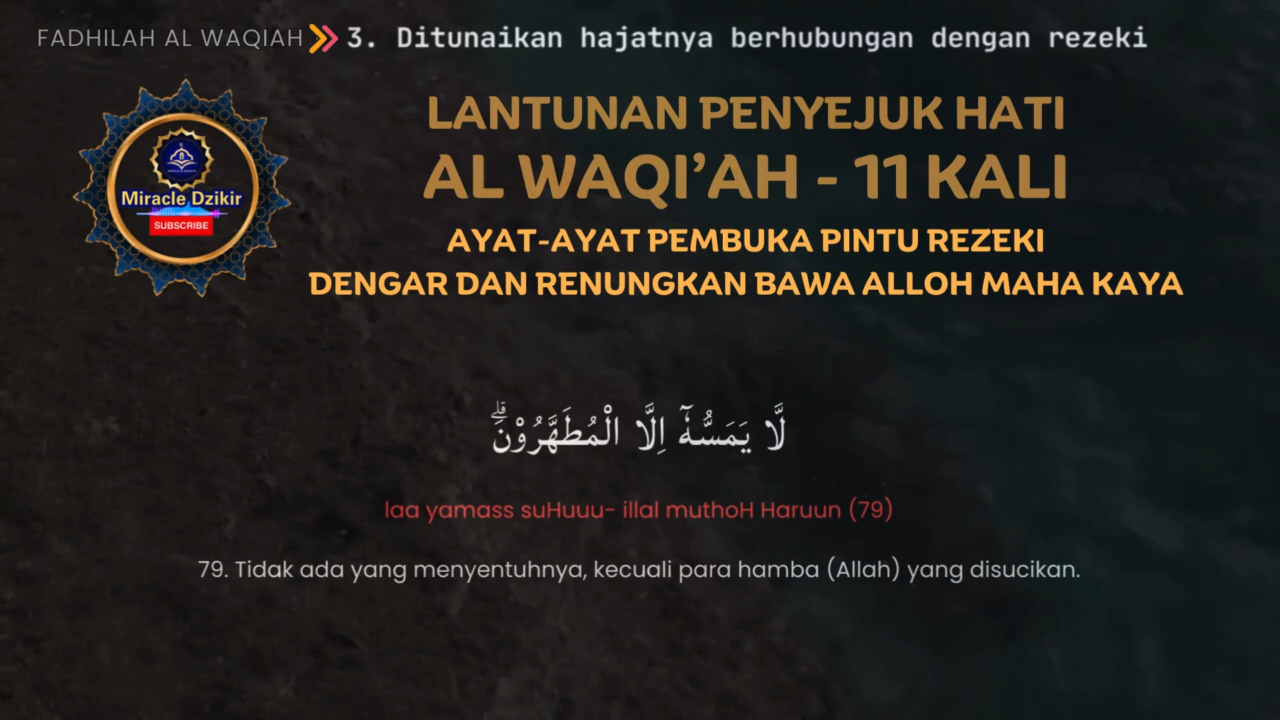 FADHILAH AL WAQIAH 3. Ditunaikan hajatnya berhubungan dengan rezeki
LANTUNAN PENYEJUK HATI
AL WAQI'AH - 11 KALI
AYAT-AYAT PEMBUKA PINTU REZEKI
DENGAR DAN RENUNGKAN BAWA ALLOH MAHA KAYA
Miracle Dzikir
SUBSCRIBE
لَّا يَمَسُّهٗٓ اِلَّا الْمُطَهَّرُوْنَۗ
laa yamass suHuuu- illal muthoH Haruun (79)
79. Tidak ada yang menyentuhnya, kecuali para hamba (Allah) yang disucikan.